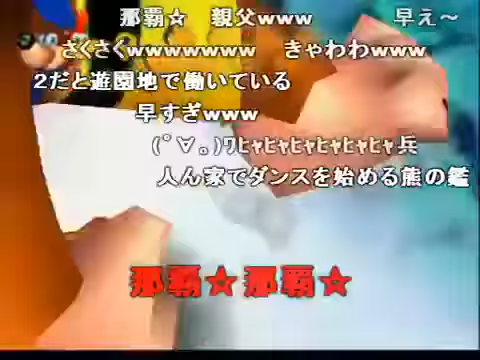 那覇☆　親父www　早え～
さくさくwwwwwww　きゃわわwww
2だと遊園地で働いている
早すぎwww
(ﾟ∀。)ﾜﾋｬﾋｬﾋｬﾋｬﾋｬﾋｬ兵
人ん家でダンスを始める熊の鑑
那覇☆那覇☆